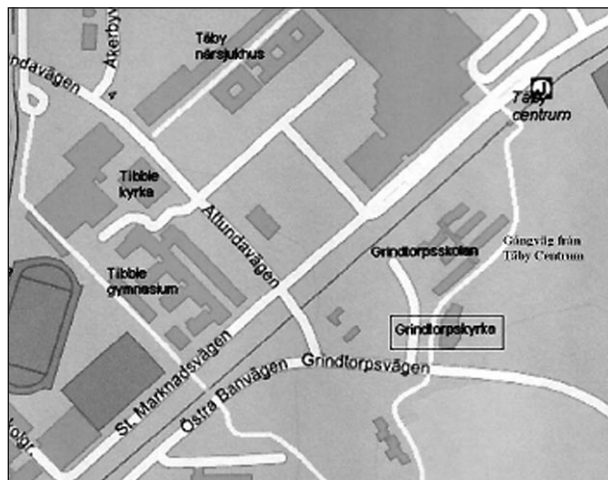 Åkerbyv
Täby
närsjukhus
ndavägen
J
Täby
centrum
Tibble
kyrka
Attundavägen
Grindtorpsskolan
Gångväg från
Täby Centrum
Tibble
gymnasium
Grindtorpskyrka
St. Marknadsvägen
Östra Banvägen
Grindtorpsvägen
kolgr.